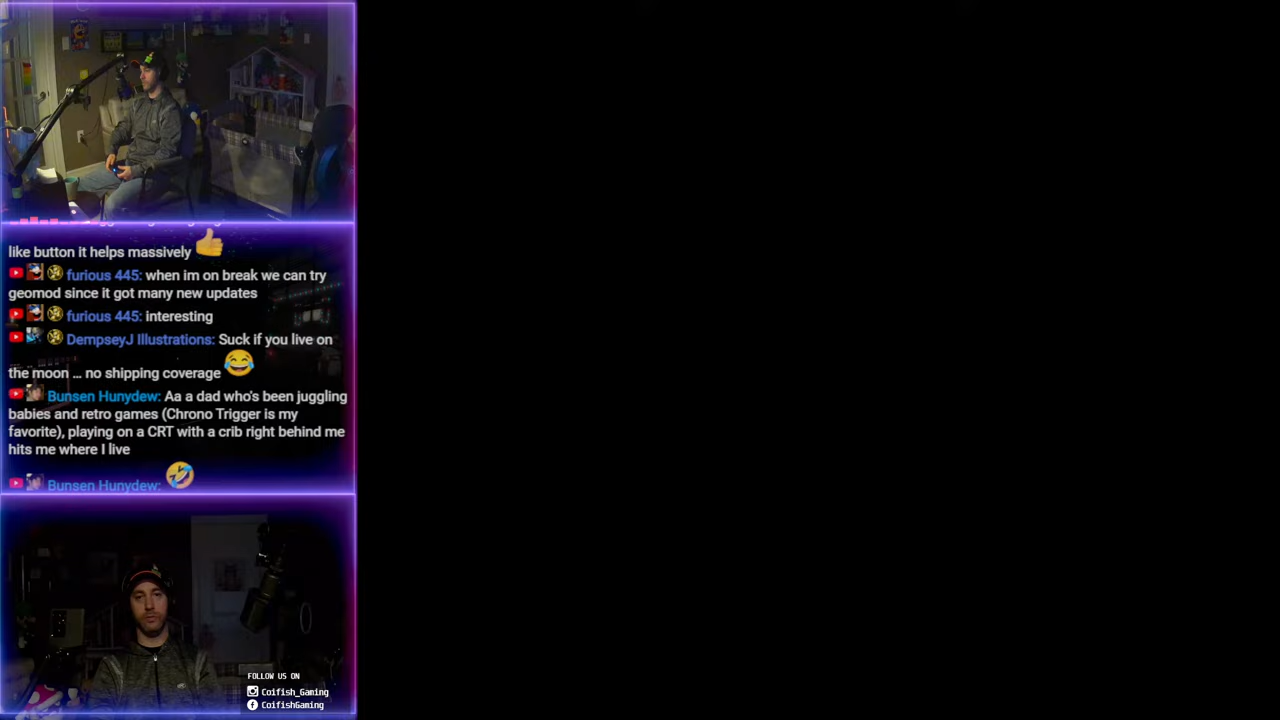 like button it helps massively 👍
furious 445: when im on break we can try
geomod since it got many new updates
furious 445: interesting
DempseyJ Illustrations: Suck if you live on
the moon ... no shipping coverage 😂
Bunsen Hunydew: Aa a dad who's been juggling
babies and retro games (Chrono Trigger is my
favorite), playing on a CRT with a crib right behind me
hits me where I live
Bunsen Hunydew: 🤣
FOLLOW US ON
Coifish_Gaming
CoifishGaming